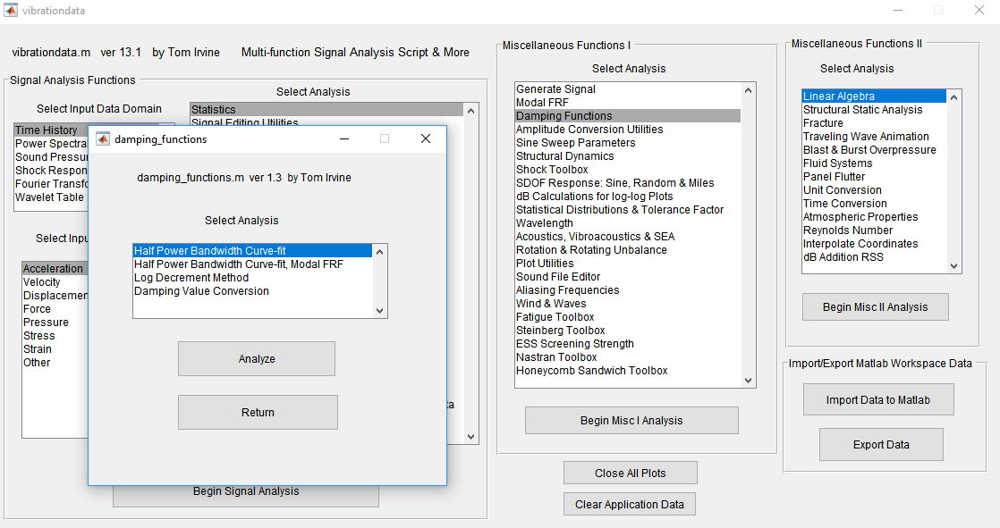 vibrationdata
vibrationdata.m ver 13.1 by Tom Irvine Multi-function Signal Analysis Script & More
Signal Analysis Functions
Select Analysis
Select Input Data Domain
Time History
Power Spectra
Sound Pressu
Shock Respon
Fourier Transfo
Wavelet Table
Statistics
Signal Editing Utilities
Select Inpu
Acceleration
Velocity
Displacemen
Force
Pressure
Stress
Strain
Other
ta
Begin Signal Analysis
damping_functions
damping_functions.m ver 1.3 by Tom Irvine
Select Analysis
Half Power Bandwidth Curve-fit
Half Power Bandwidth Curve-fit, Modal FRF
Log Decrement Method
Damping Value Conversion
Analyze
Return
Miscellaneous Functions I
Select Analysis
Generate Signal
Modal FRF
Damping Functions
Amplitude Conversion Utilities
Sine Sweep Parameters
Structural Dynamics
Shock Toolbox
SDOF Response: Sine, Random & Miles
dB Calculations for log-log Plots
Statistical Distributions & Tolerance Factor
Wavelength
Acoustics, Vibroacoustics & SEA
Rotation & Rotating Unbalance
Plot Utilities
Sound File Editor
Aliasing Frequencies
Wind & Waves
Fatigue Toolbox
Steinberg Toolbox
ESS Screening Strength
Nastran Toolbox
Honeycomb Sandwich Toolbox
Begin Misc I Analysis
Close All Plots
Clear Application Data
Miscellaneous Functions II
Select Analysis
Linear Algebra
Structural Static Analysis
Fracture
Traveling Wave Animation
Blast & Burst Overpressure
Fluid Systems
Panel Flutter
Unit Conversion
Time Conversion
Atmospheric Properties
Reynolds Number
Interpolate Coordinates
dB Addition RSS
Begin Misc II Analysis
Import/Export Matlab Workspace Data
Import Data to Matlab
Export Data